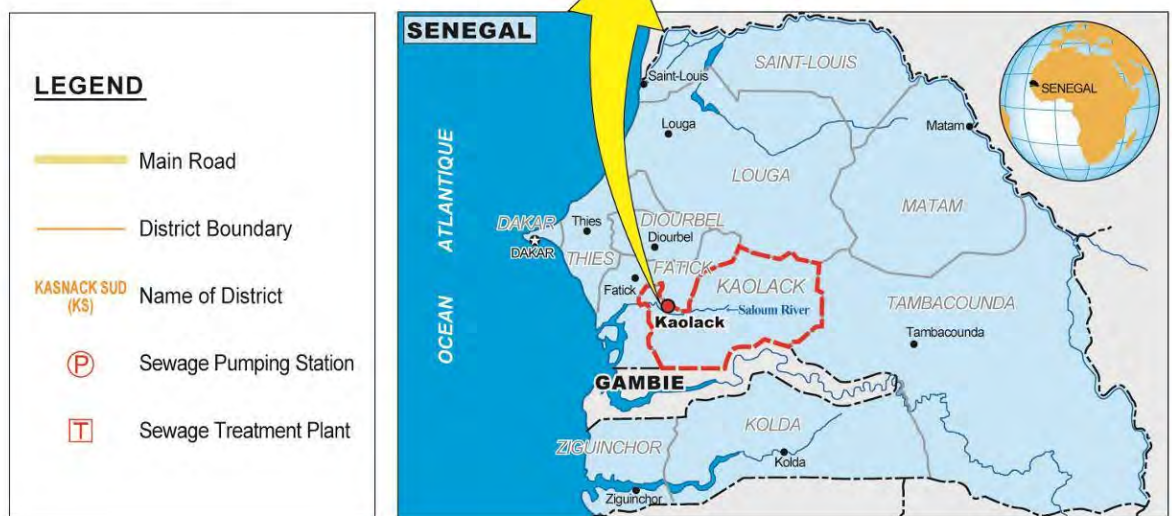 LEGEND
Main Road
District Boundary
KASNACK SUD
(KS)
Name of District
P
Sewage Pumping Station
T
Sewage Treatment Plant
SENEGAL
SENEGAL
Saint-Louis
SAINT-LOUIS
Louga
Matam
LOUGA
MATAM
OCEAN ATLANTIQUE
DAKAR
DAKAR
Thies
THIES
DIOURBEL
Diourbel
FATICK
Fatick
KAOLACK
Saloum River
Kaolack
TAMBACOUNDA
Tambacounda
GAMBIE
ZIGUINCHOR
KOLDA
Kolda
Ziguinchor